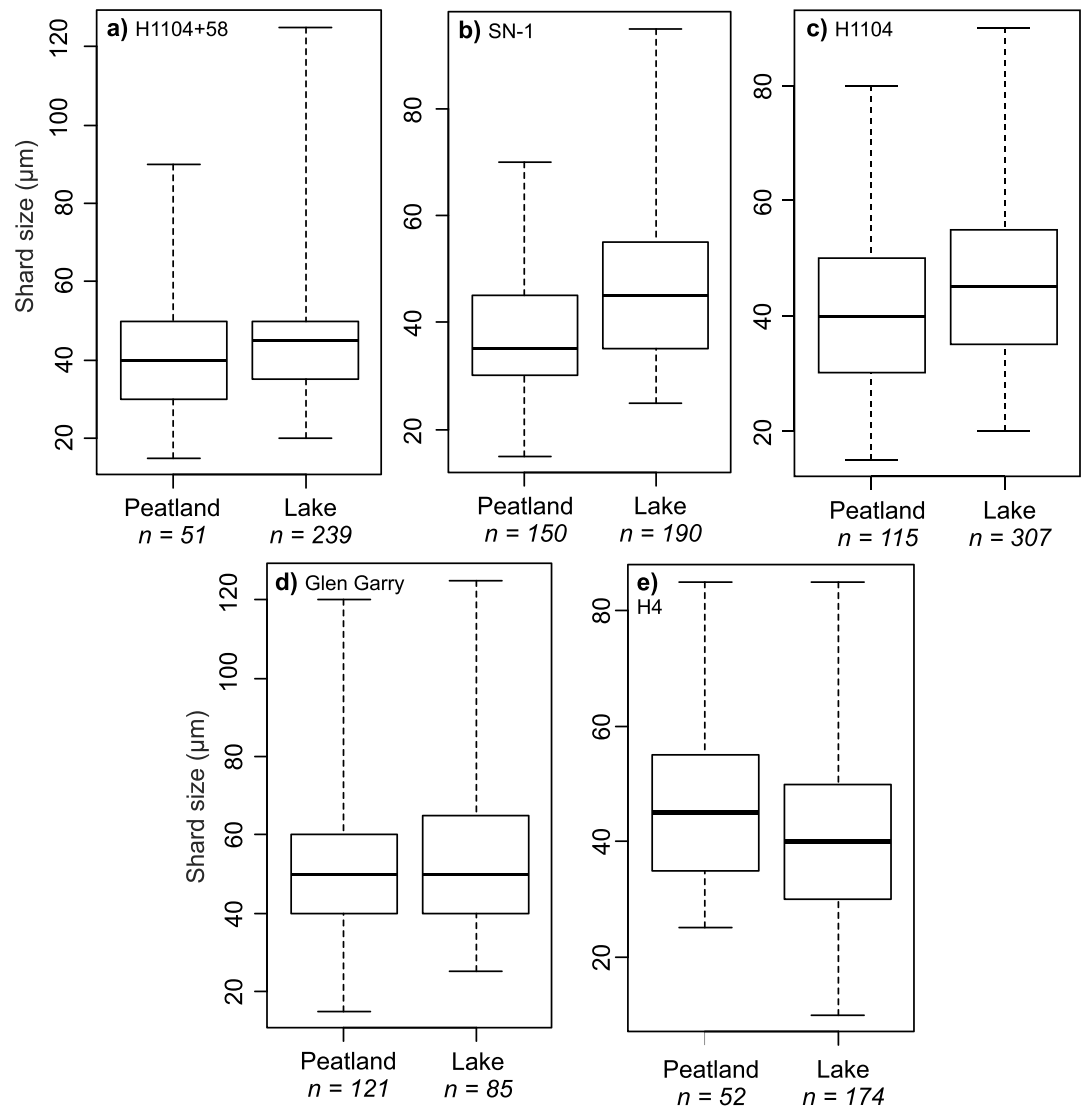 a) H1104+58
b) SN-1
c) H1104
Shard size (µm)
120
100
80
60
40
20
80
60
40
20
80
60
40
20
Peatland
n = 51
Lake
n = 239
Peatland
n = 150
Lake
n = 190
Peatland
n = 115
Lake
n = 307
d) Glen Garry
e)
H4
Shard size (µm)
120
100
80
60
40
20
80
60
40
20
Peatland
n = 121
Lake
n = 85
Peatland
n = 52
Lake
n = 174